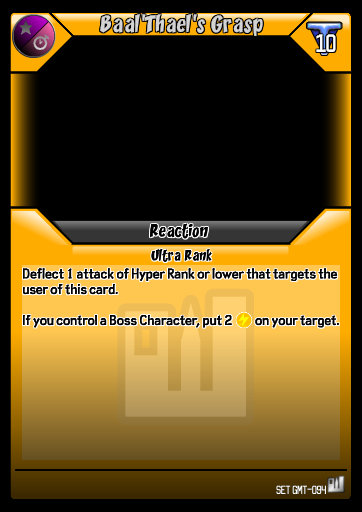 Baal'Thael's Grasp
10
Reaction
Ultra Rank
Deflect 1 attack of Hyper Rank or lower that targets the
user of this card.
If you control a Boss Character, put 2 on your target.
SET GMT-094